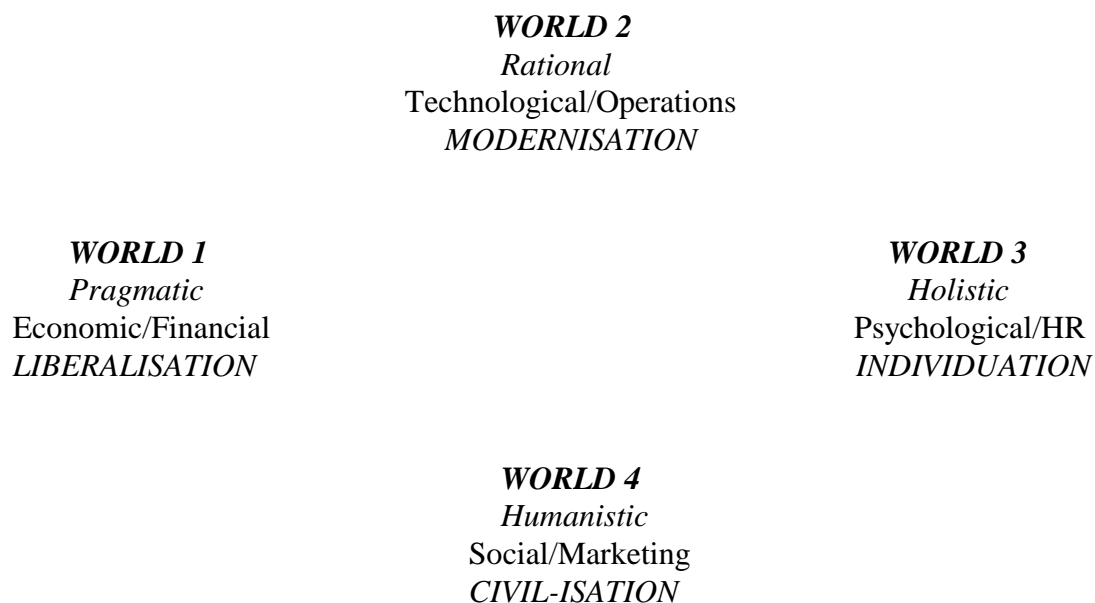 WORLD 2
Rational
Technological/Operations
MODERNISATION
WORLD 1
Pragmatic
Economic/Financial
LIBERALISATION
WORLD 3
Holistic
Psychological/HR
INDIVIDUATION
WORLD 4
Humanistic
Social/Marketing
CIVIL-ISATION